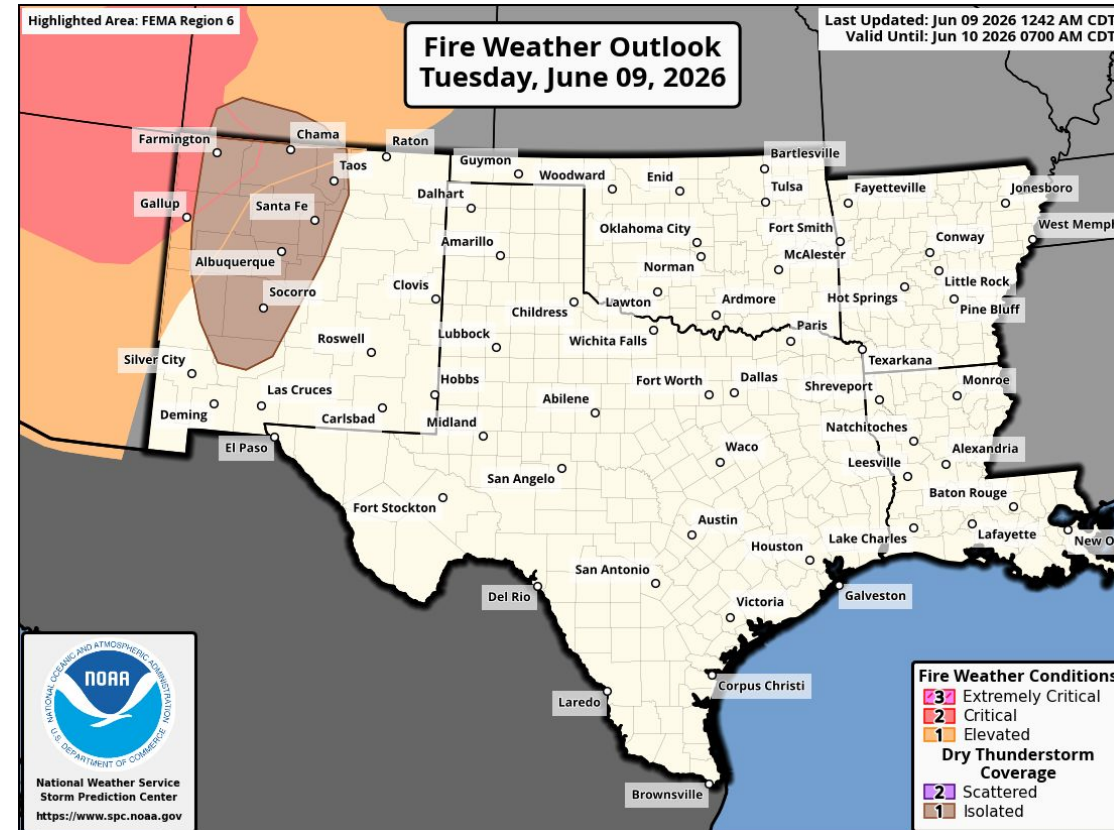 Highlighted Area: FEMA Region 6
Fire Weather Outlook
Tuesday, June 09, 2026
Last Updated: Jun 09 2026 1242 AM CDT
Valid Until: Jun 10 2026 0700 AM CDT
Farmington
Chama
Raton
Taos
Guymon
Woodward
Enid
Bartlesville
Tulsa
Fayetteville
Jonesboro
Gallup
Santa Fe
Dalhart
West Memph
Amarillo
Oklahoma City
Fort Smith
Conway
Albuquerque
Norman
McAlester
Little Rock
Socorro
Clovis
Childress
Lawton
Ardmore
Hot Springs
Pine Bluff
Roswell
Lubbock
Wichita Falls
Paris
Texarkana
Silver City
Las Cruces
Hobbs
Fort Worth
Dallas
Shreveport
Monroe
Deming
Carlsbad
Midland
Abilene
Natchitoches
El Paso
Waco
Leesville
Alexandria
San Angelo
Baton Rouge
Fort Stockton
Austin
Houston
Lake Charles
Lafayette
New O
San Antonio
Del Rio
Galveston
Victoria
Laredo
Corpus Christi
Brownsville
NATIONAL OCEANIC AND ATMOSPHERIC ADMINISTRATION
NOAA
U.S. DEPARTMENT OF COMMERCE
National Weather Service
Storm Prediction Center
https://www.spc.noaa.gov
Fire Weather Conditions
3 Extremely Critical
2 Critical
1 Elevated
Dry Thunderstorm
Coverage
2 Scattered
1 Isolated